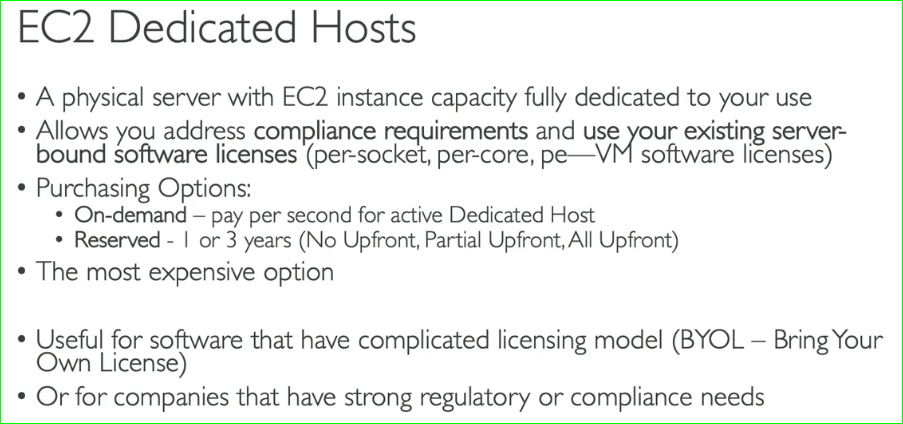 EC2 Dedicated Hosts
• A physical server with EC2 instance capacity fully dedicated to your use
• Allows you address compliance requirements and use your existing server-
bound software licenses (per-socket, per-core, pe—VM software licenses)
• Purchasing Options:
• On-demand – pay per second for active Dedicated Host
• Reserved - 1 or 3 years (No Upfront, Partial Upfront, All Upfront)
• The most expensive option
• Useful for software that have complicated licensing model (BYOL – Bring Your
Own License)
• Or for companies that have strong regulatory or compliance needs